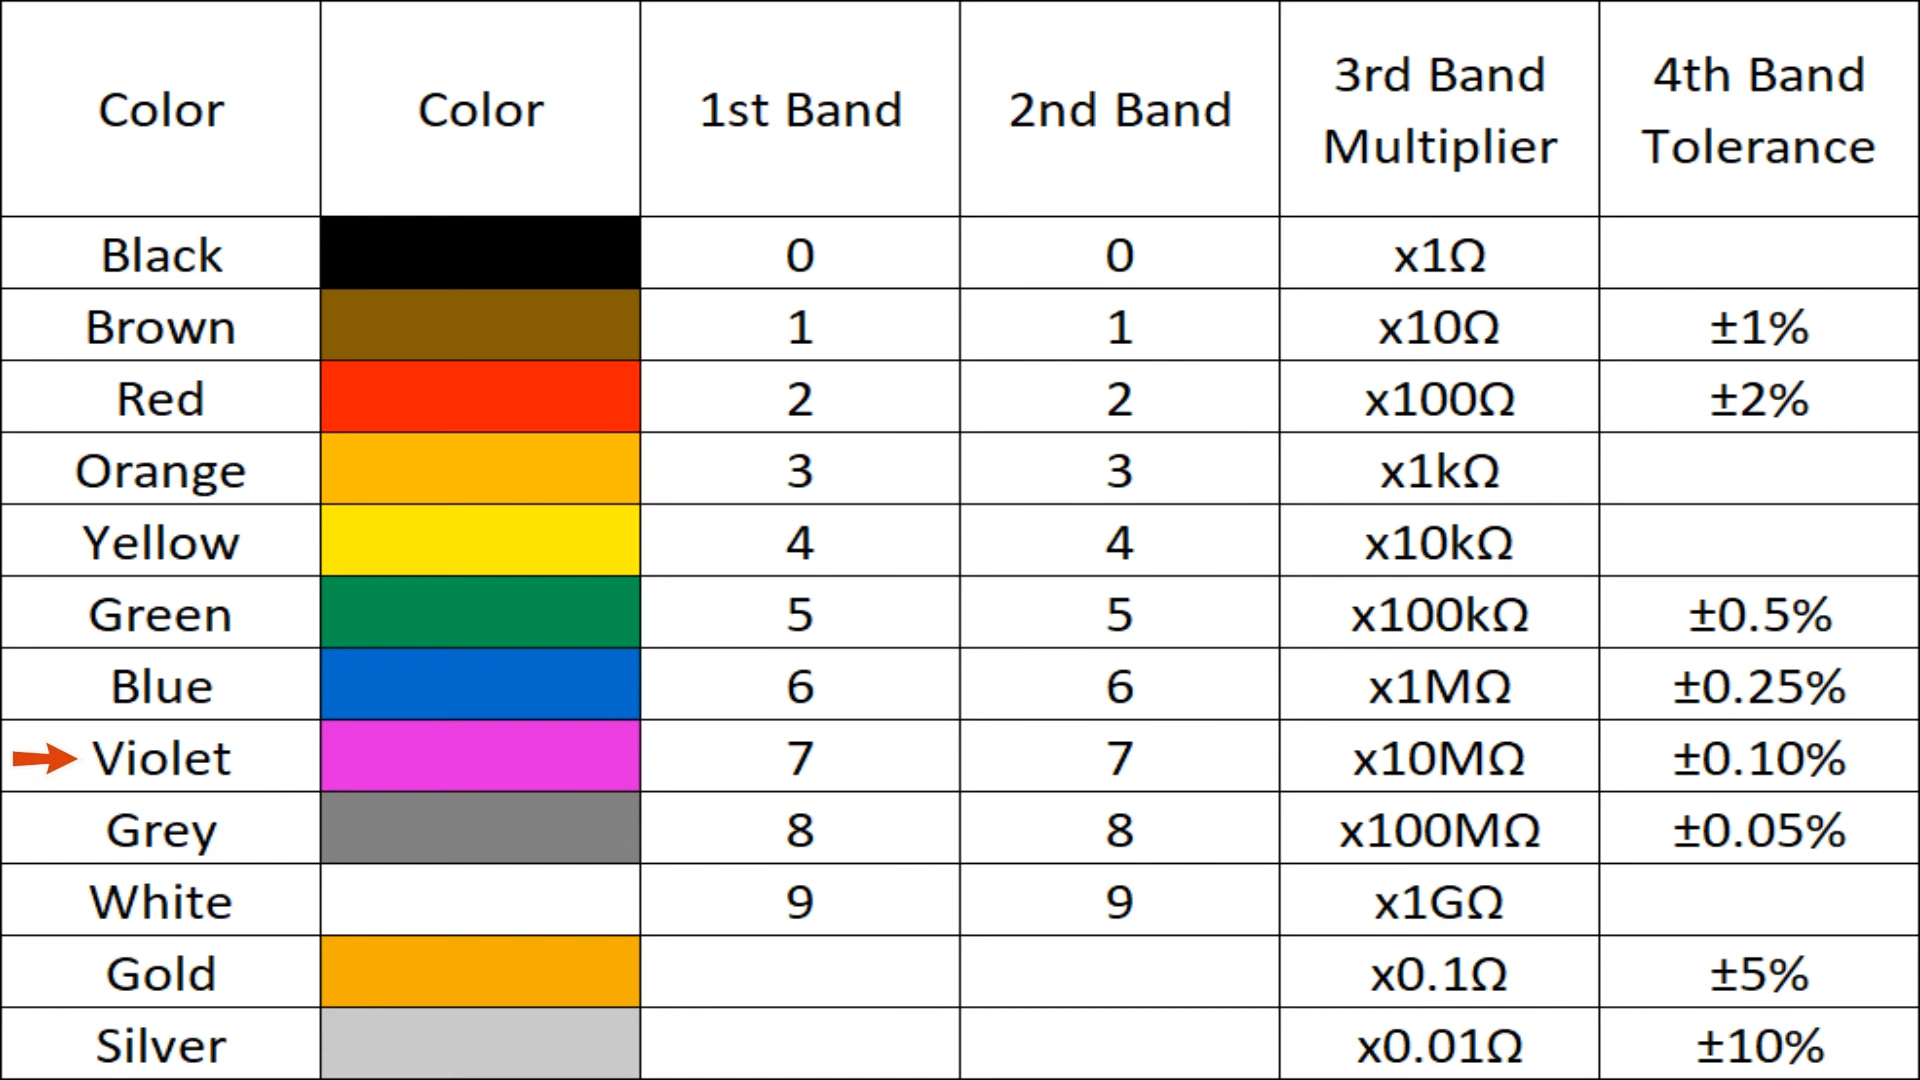 Color Color 1st Band 2nd Band 3rd Band Multiplier 4th Band Tolerance
Black 0 0 x1Ω
Brown 1 1 x10Ω ±1%
Red 2 2 x100Ω ±2%
Orange 3 3 x1kΩ
Yellow 4 4 x10kΩ
Green 5 5 x100kΩ ±0.5%
Blue 6 6 x1MΩ ±0.25%
Violet 7 7 x10MΩ ±0.10%
Grey 8 8 x100MΩ ±0.05%
White 9 9 x1GΩ
Gold x0.1Ω ±5%
Silver x0.01Ω ±10%